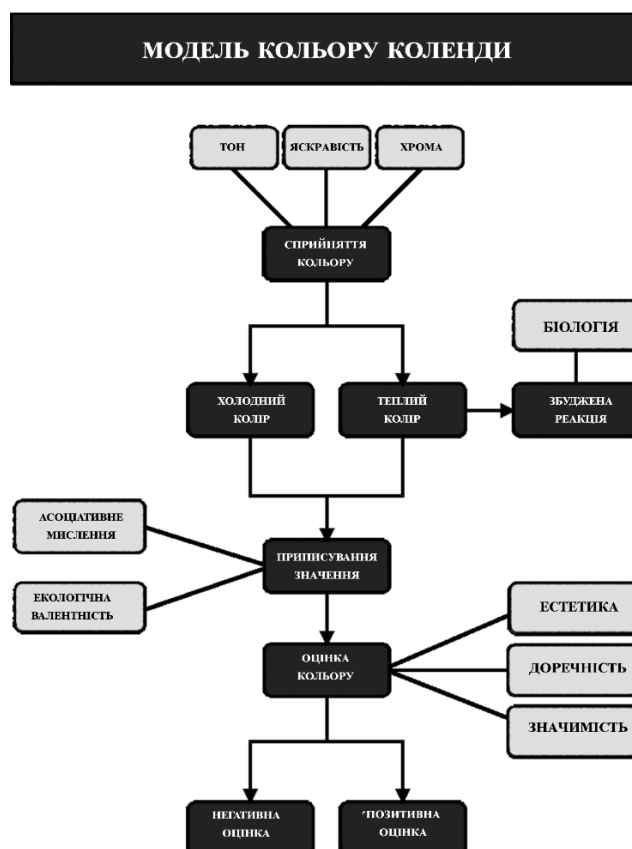 МОДЕЛЬ КОЛЬОРУ КОЛЕНДИ
ТОН
ЯСКРАВІСТЬ
ХРОМА
СПРИЙНЯТТЯ
КОЛЬОРУ
БІОЛОГІЯ
ХОЛОДНИЙ
КОЛІР
ТЕПЛИЙ
КОЛІР
ЗБУДЖЕНА
РЕАКЦІЯ
АСОЦІАТИВНЕ
МИСЛЕННЯ
ПРИПИСУВАННЯ
ЗНАЧЕННЯ
ЕКОЛОГІЧНА
ВАЛЕНТНІСТЬ
ЕСТЕТИКА
ОЦІНКА
КОЛЬОРУ
ДОРЕЧНІСТЬ
ЗНАЧИМІСТЬ
НЕГАТИВНА
ОЦІНКА
'ПОЗИТИВНА
ОЦІНКА